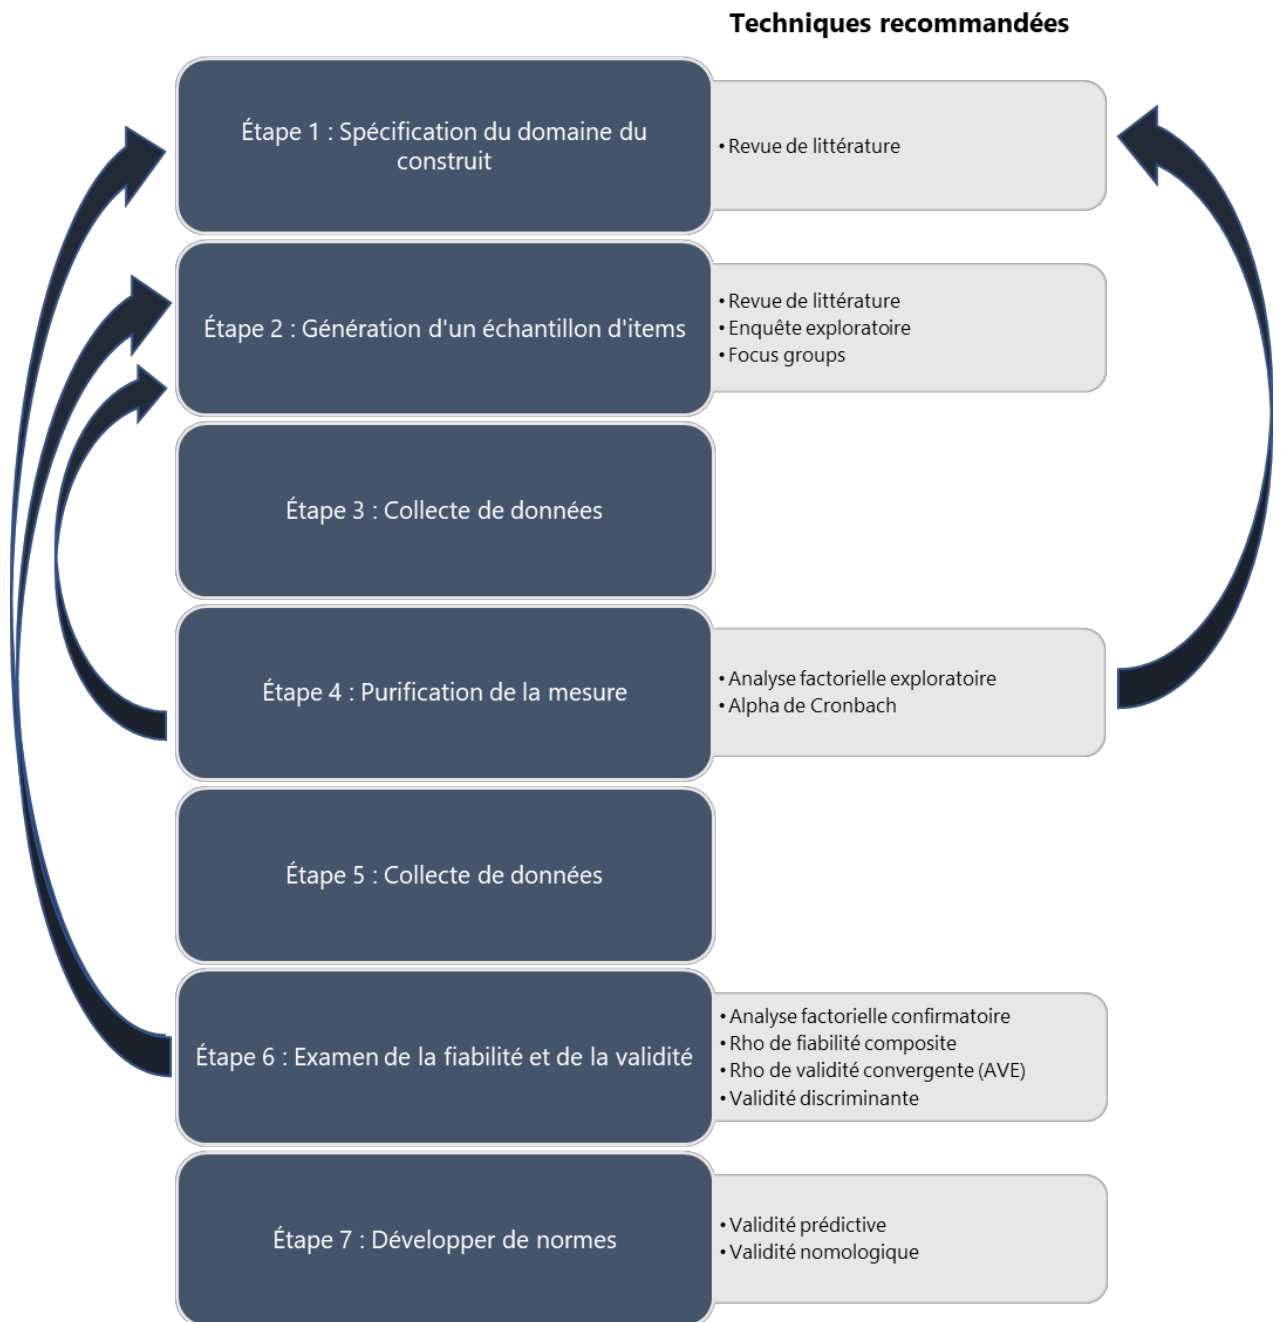 Techniques recommandées
Étape 1 : Spécification du domaine du
construit
• Revue de littérature
Étape 2 : Génération d'un échantillon d'items
• Revue de littérature
• Enquête exploratoire
• Focus groups
Étape 3 : Collecte de données
Étape 4 : Purification de la mesure
• Analyse factorielle exploratoire
• Alpha de Cronbach
Étape 5 : Collecte de données
Étape 6 : Examen de la fiabilité et de la validité
• Analyse factorielle confirmatoire
• Rho de fiabilité composite
• Rho de validité convergente (AVE)
• Validité discriminante
Étape 7 : Développer de normes
• Validité prédictive
• Validité nomologique